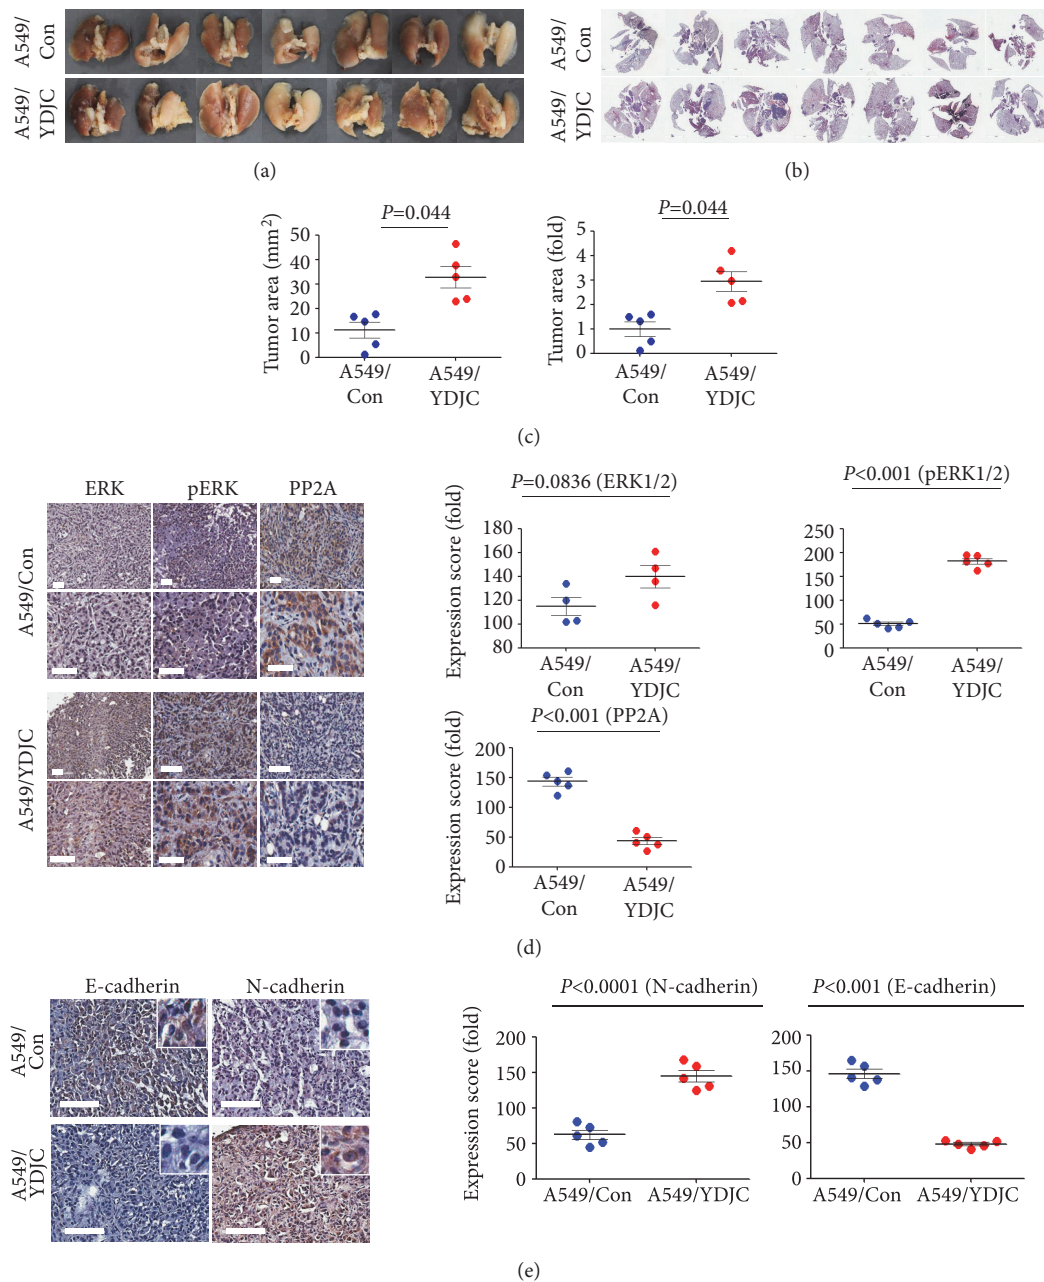 A549/
Con
A549/
YDJC
(a)
A549/
Con
A549/
YDJC
(b)
P=0.044
Tumor area (mm2)
50
40
30
20
10
0
A549/
Con
A549/
YDJC
P=0.044
Tumor area (fold)
5
4
3
2
1
0
A549/
Con
A549/
YDJC
(c)
ERK pERK PP2A
A549/Con
A549/YDJC
P=0.0836 (ERK1/2)
Expression score (fold)
180
160
140
120
100
80
A549/
Con
A549/
YDJC
P<0.001 (pERK1/2)
250
200
150
100
50
0
A549/
Con
A549/
YDJC
P<0.001 (PP2A)
Expression score (fold)
200
150
100
50
0
A549/
Con
A549/
YDJC
(d)
E-cadherin N-cadherin
A549/
Con
A549/
YDJC
P<0.0001 (N-cadherin)
Expression score (fold)
200
150
100
50
0
A549/Con A549/YDJC
P<0.001 (E-cadherin)
200
150
100
50
0
A549/Con A549/YDJC
(e)